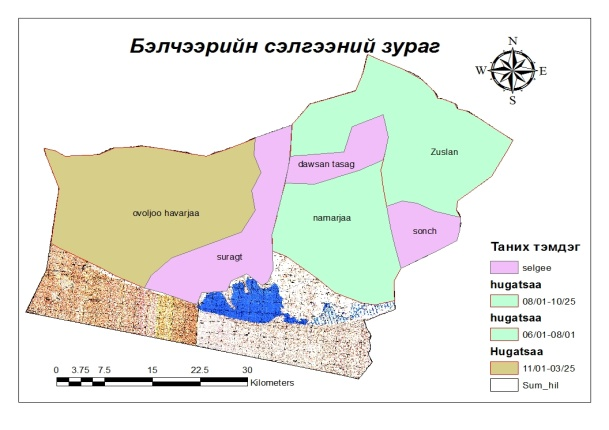 Бэлчээрийн сэлгээний зураг
N
W
E
S
Zuslan
dawsan tasag
ovoljoo havarjaa
namarjaa
sonch
suragt
Таних тэмдэг
selgee
hugatsaa
08/01-10/25
hugatsaa
06/01-08/01
Hugatsaa
11/01-03/25
Sum_hil
0 3.75 7.5 15 22.5 30
Kilometers